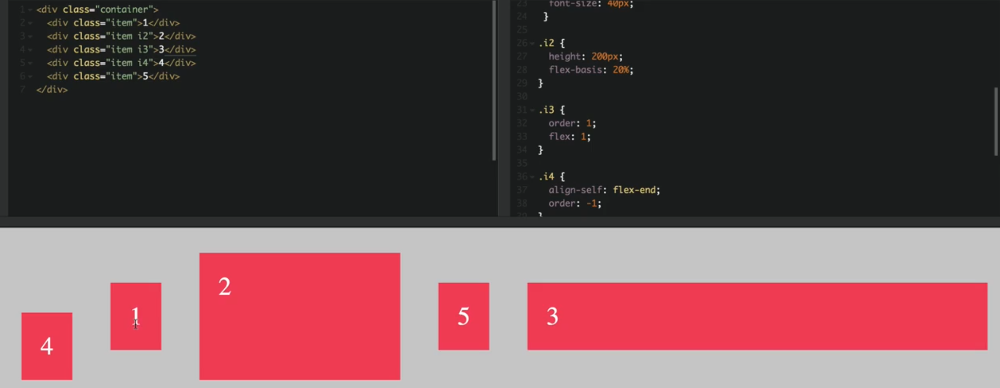 1 <div class="container">
2 <div class="item">1</div>
3 <div class="item i2">2</div>
4 <div class="item i3">3</div>
5 <div class="item i4">4</div>
6 <div class="item">5</div>
7 </div>
23 font-size: 40px;
24 }
25
26 .i2 {
27 height: 200px;
28 flex-basis: 20%;
29 }
30
31 .i3 {
32 order: 1;
33 flex: 1;
34 }
35
36 .i4 {
37 align-self: flex-end;
38 order: -1;
39 }
4
1
2
5
3